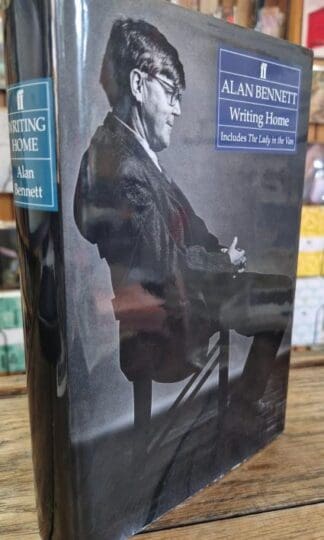 ff
WRITING
HOME
Alan
Bennett
ff
ALAN BENNETT
Writing Home
Includes The Lady in the Van